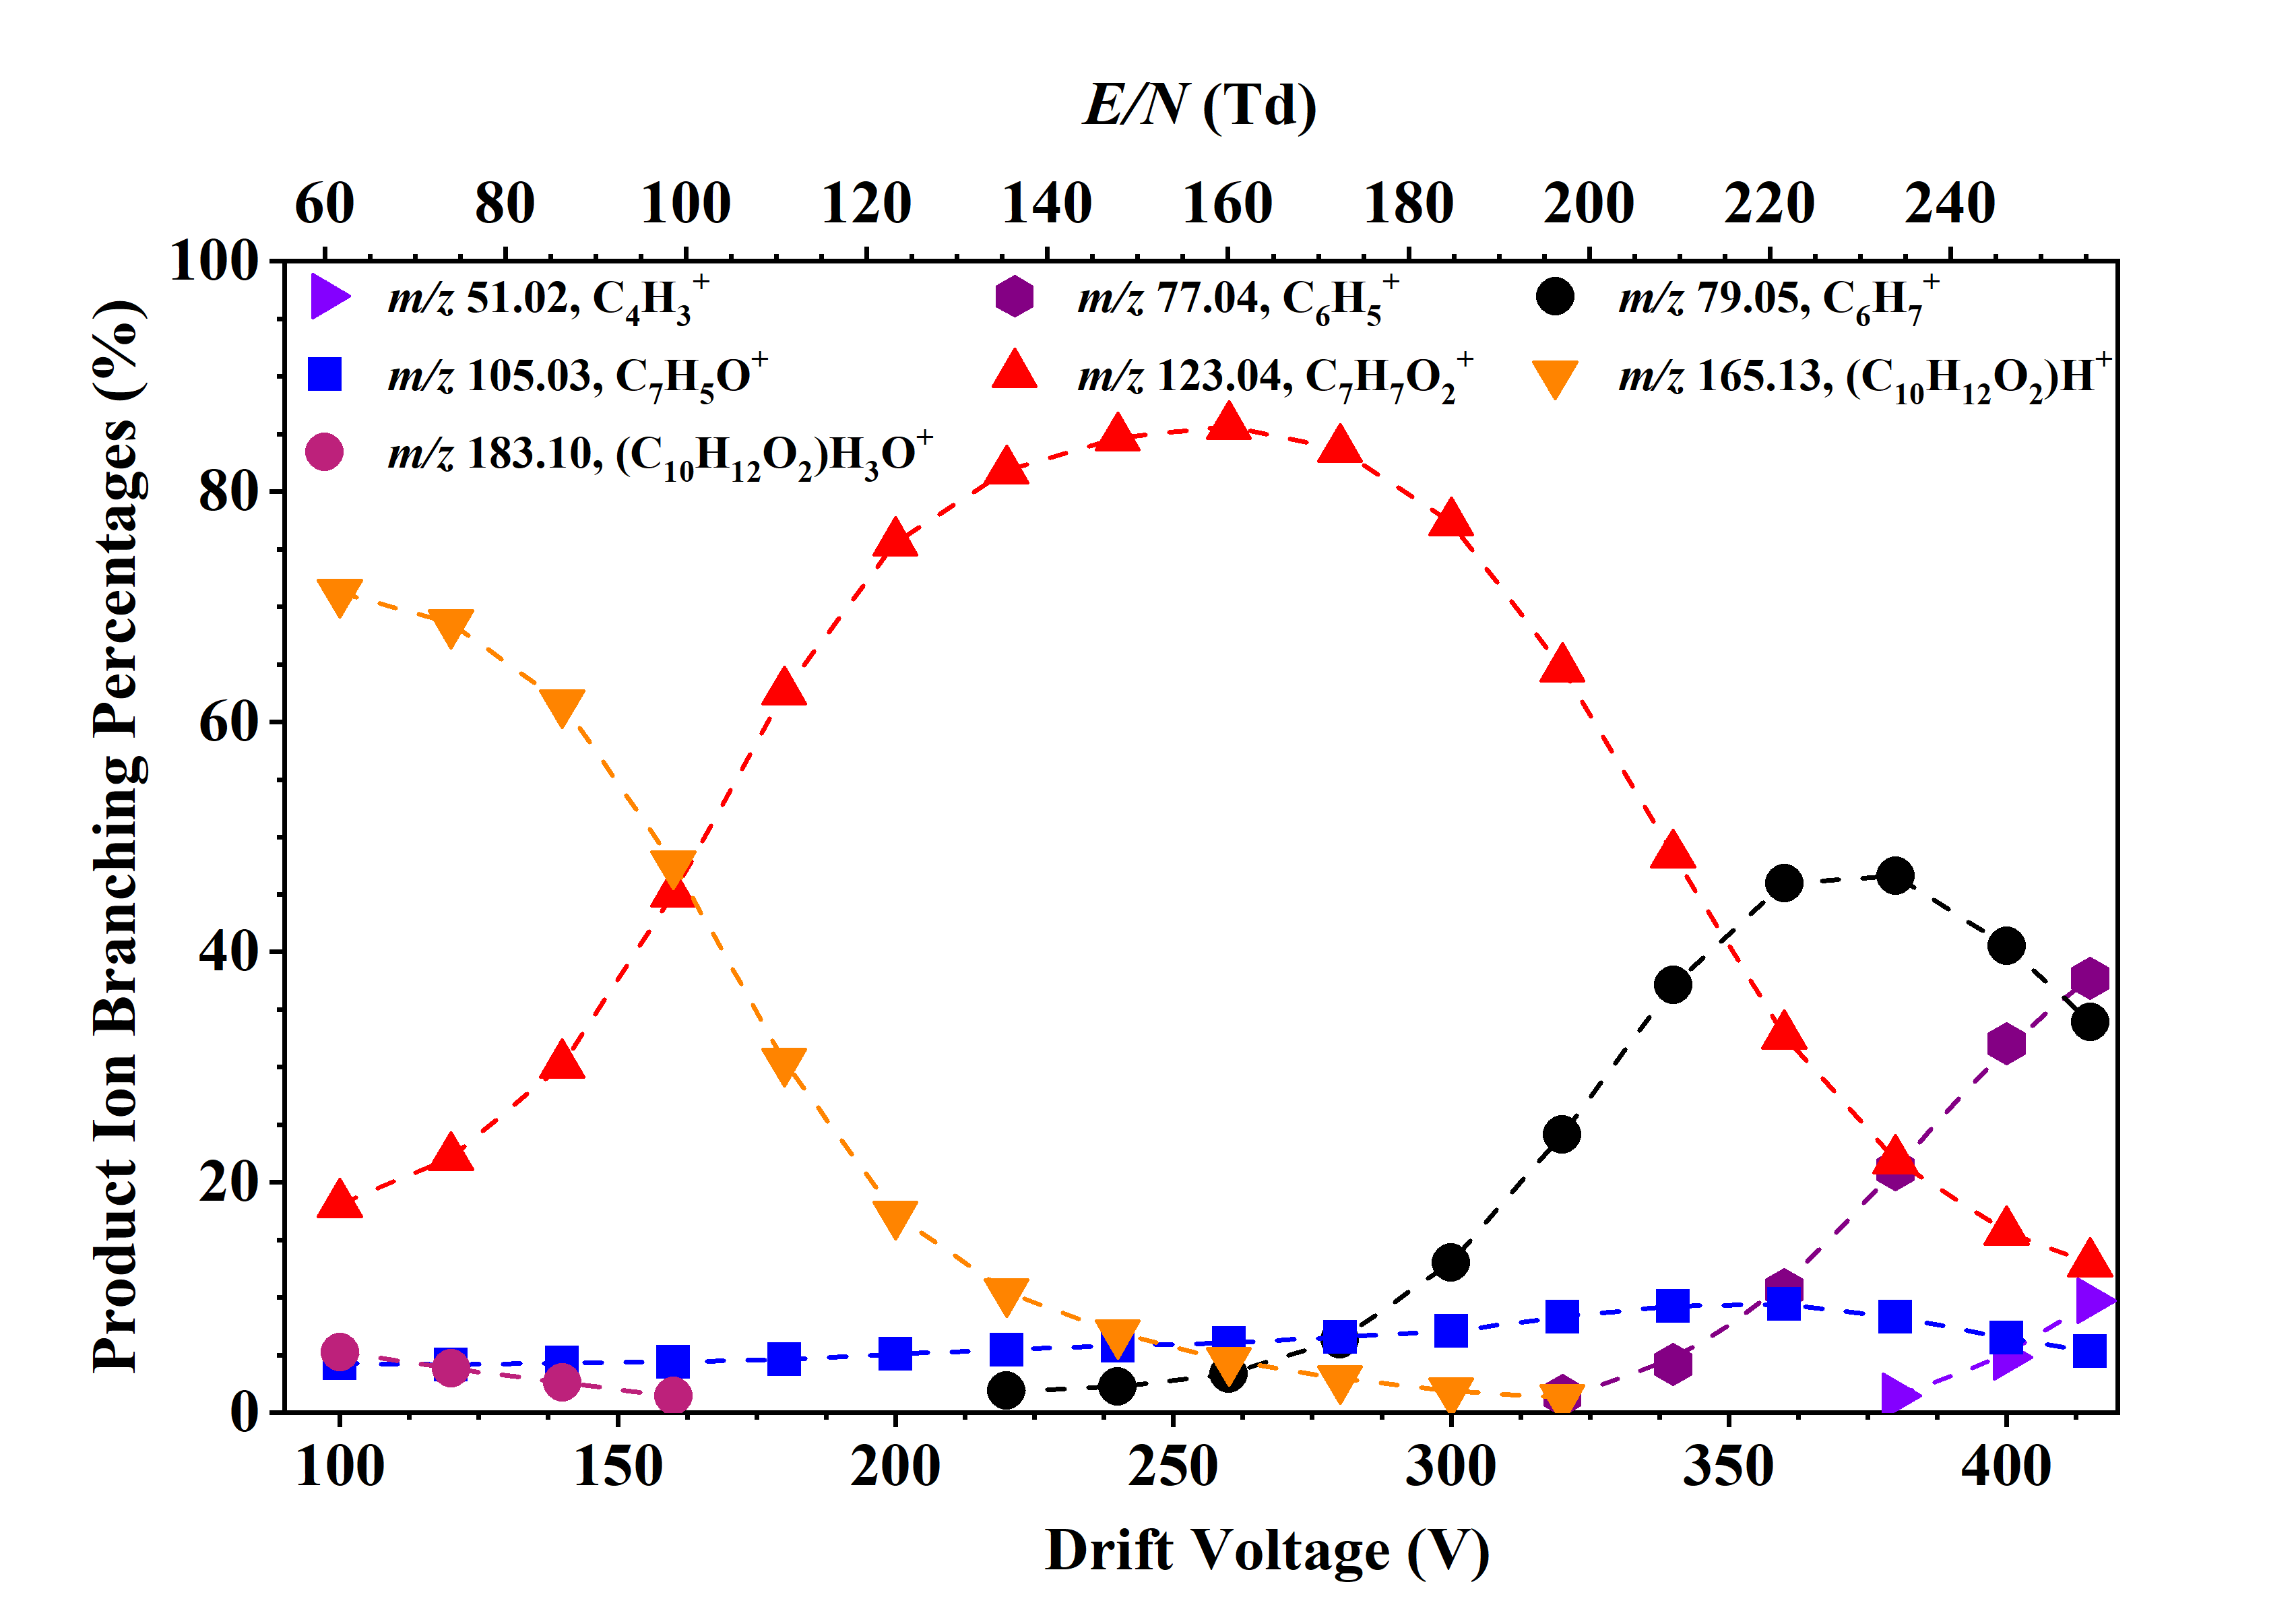 E/N (Td)
60 80 100 120 140 160 180 200 220 240
Product Ion Branching Percentages (%)
100
80
60
40
20
0
m/z 51.02, C₄H₃⁺ m/z 77.04, C₆H₅⁺ m/z 79.05, C₆H₇⁺
m/z 105.03, C₇H₅O⁺ m/z 123.04, C₇H₇O₂⁺ m/z 165.13, (C₁₀H₁₂O₂)H⁺
m/z 183.10, (C₁₀H₁₂O₂)H₃O⁺
100 150 200 250 300 350 400
Drift Voltage (V)